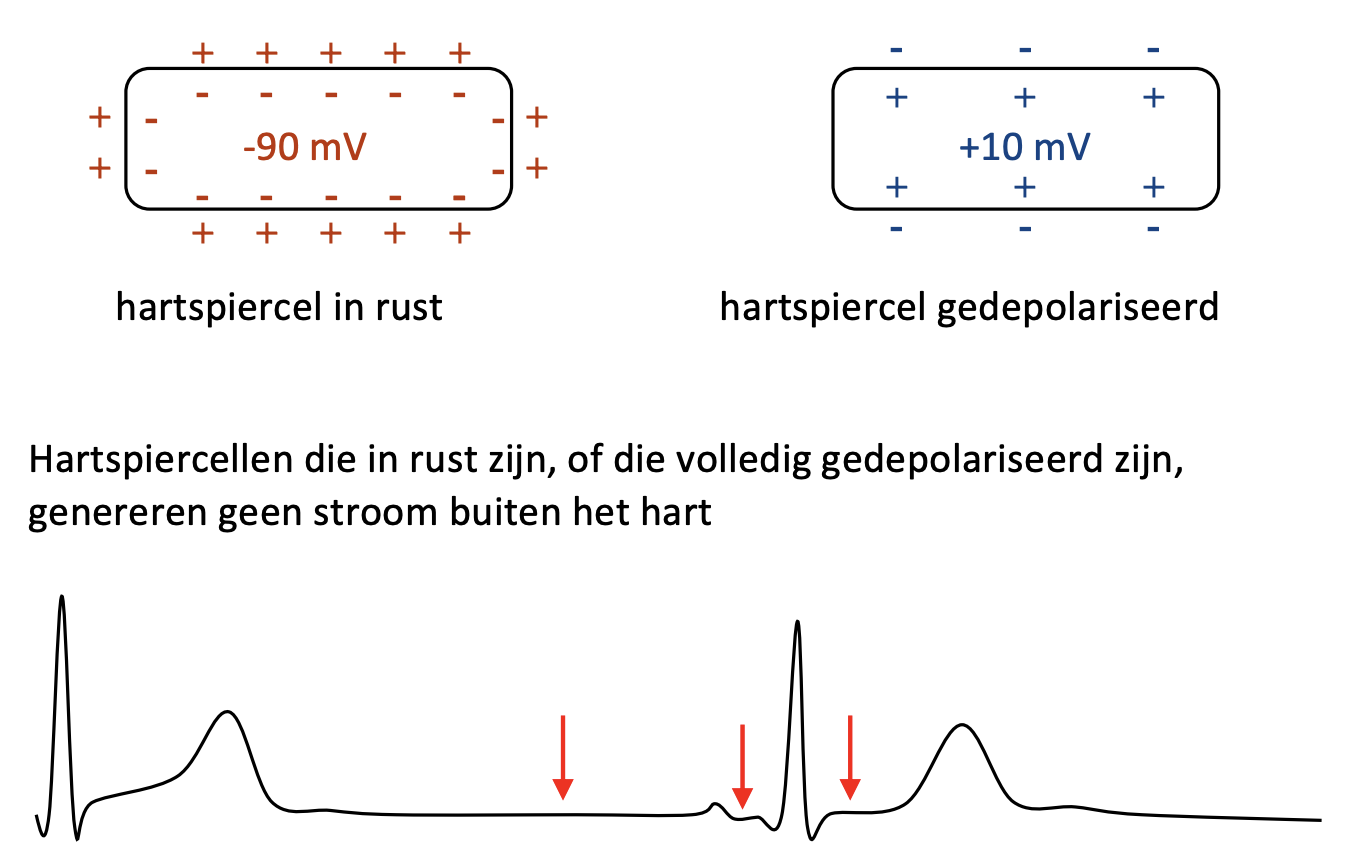 + + + + +
- - - - -
+ - - +
-90 mV
+ - - +
- - - - -
+ + + + +
hartspiercel in rust
- - -
+ + +
+10 mV
+ + +
- - -
hartspiercel gedepolariseerd
Hartspiercellen die in rust zijn, of die volledig gedepolariseerd zijn,
genereren geen stroom buiten het hart